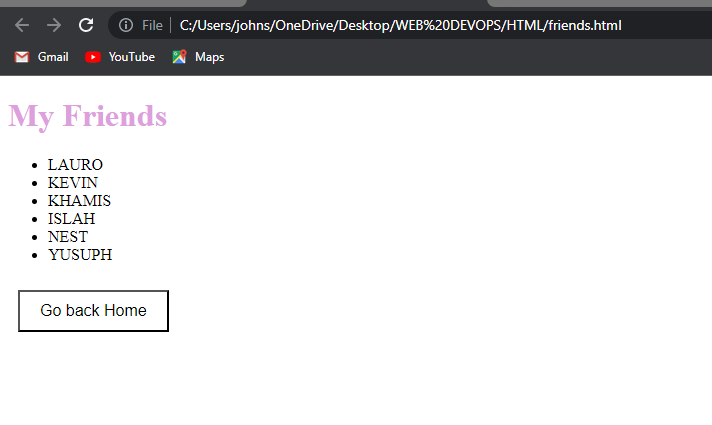 File C:/Users/johns/OneDrive/Desktop/WEB%20DEVOPS/HTML/friends.html
Gmail YouTube Maps
My Friends
LAURO
KEVIN
KHAMIS
ISLAH
NEST
YUSUPH
Go back Home